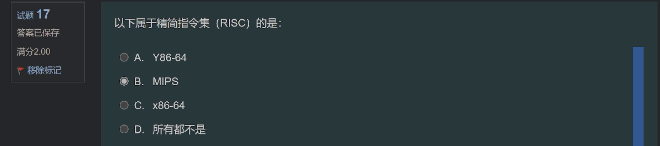 试题 17
答案已保存
满分2.00
移除标记
以下属于精简指令集（RISC）的是：
A. Y86-64
B. MIPS
C. x86-64
D. 所有都不是